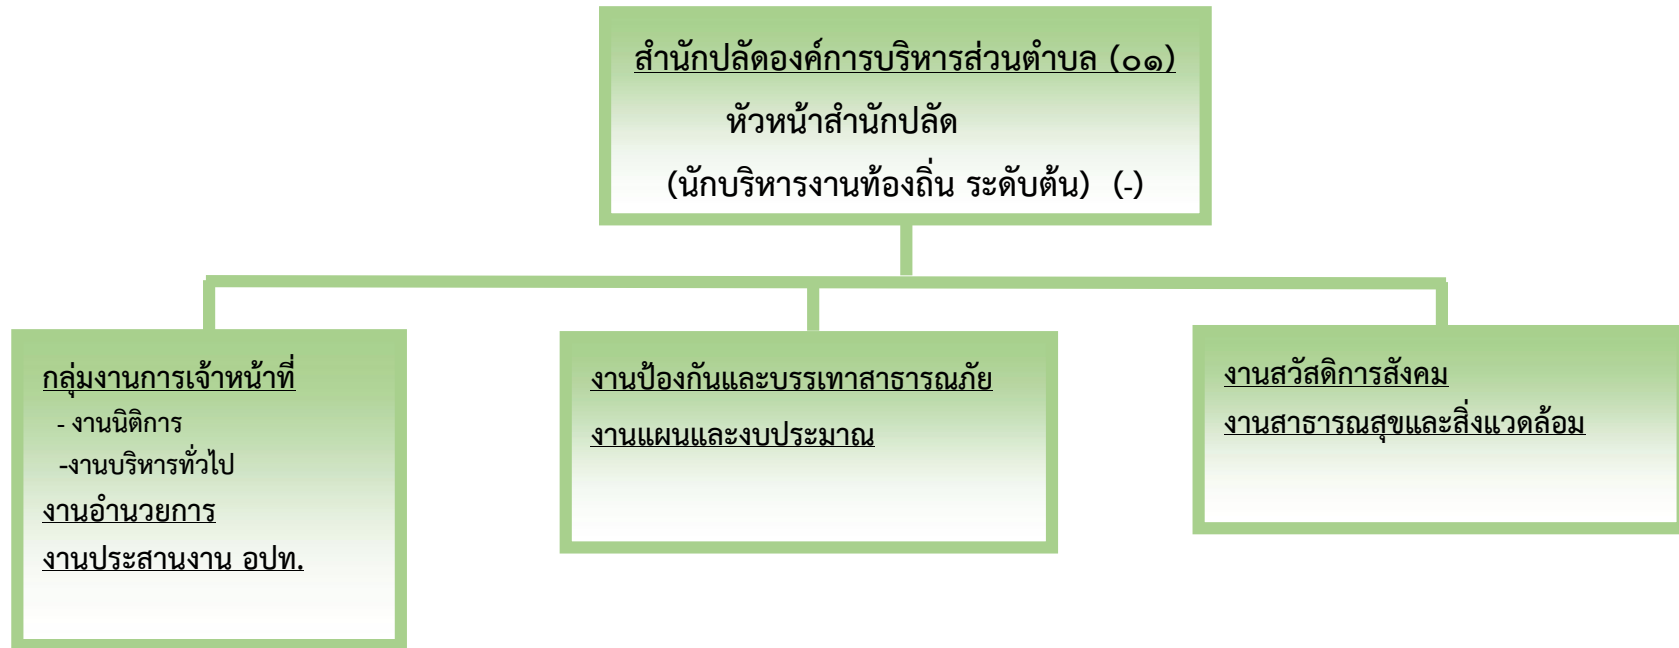 สำนักปลัดองค์การบริหารส่วนตำบล (๐๑)
หัวหน้าสำนักปลัด
(นักบริหารงานท้องถิ่น ระดับต้น) (-)
กลุ่มงานการเจ้าหน้าที่
- งานนิติการ
-งานบริหารทั่วไป
งานอำนวยการ
งานประสานงาน อปท.
งานป้องกันและบรรเทาสาธารณภัย
งานแผนและงบประมาณ
งานสวัสดิการสังคม
งานสาธารณสุขและสิ่งแวดล้อม